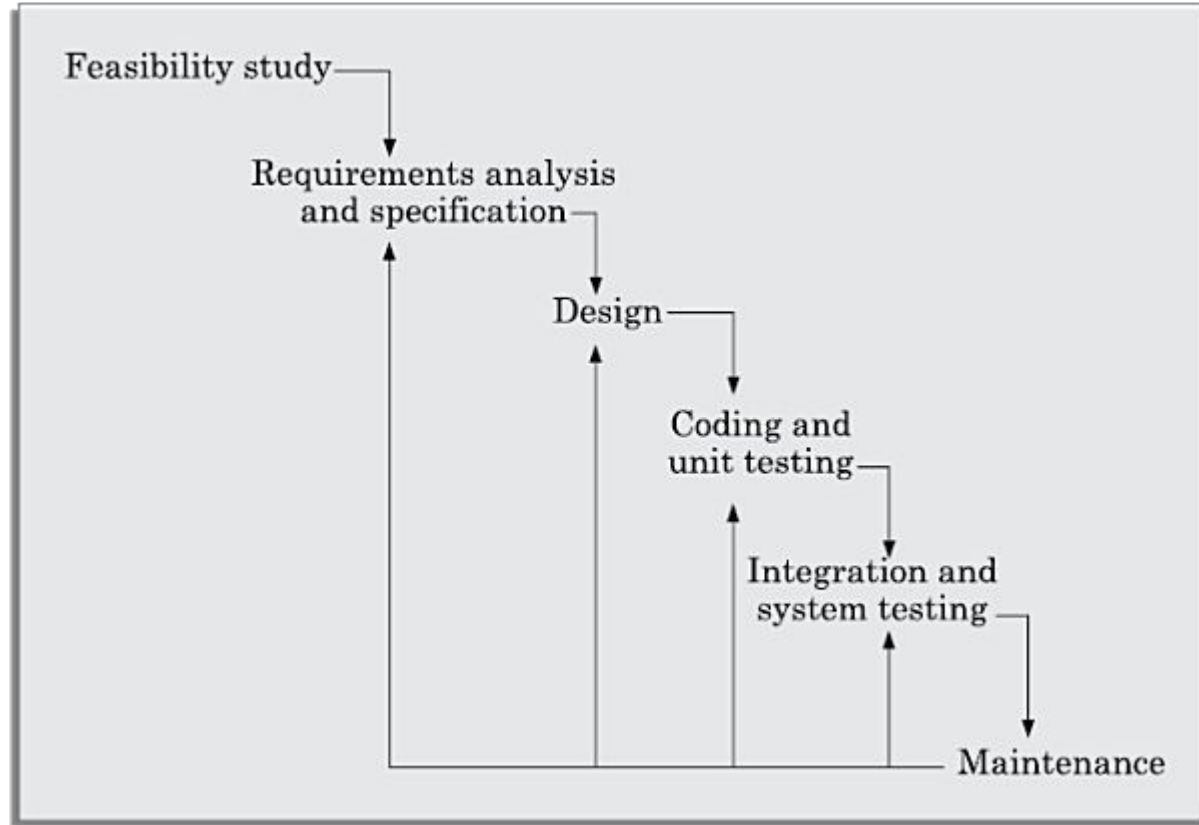 Feasibility study
Requirements analysis
and specification
Design
Coding and
unit testing
Integration and
system testing
Maintenance